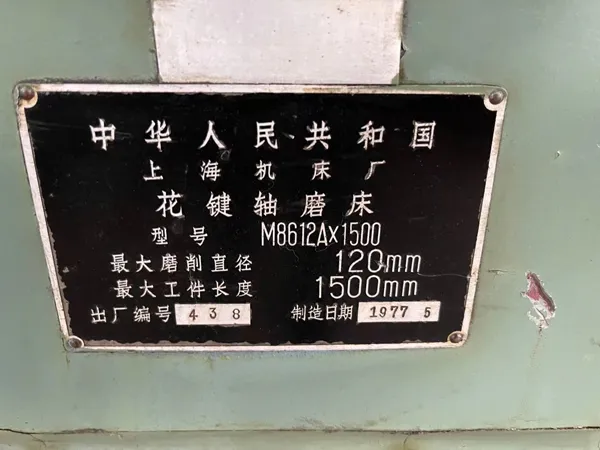 中华人民共和国
上海机床厂
花键轴磨床
型号 M8612A×1500
最大磨削直径 120mm
最大工件长度 1500mm
出厂编号 438 制造日期 1977 5